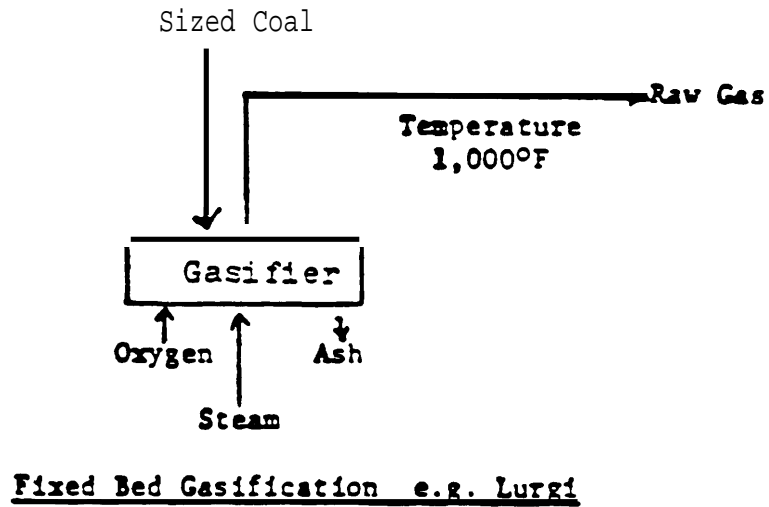 Sized Coal
Raw Gas
Temperature
1,000°F
Gasifier
Oxygen
Ash
Steam
Fixed Bed Gasification e.g. Lurgi